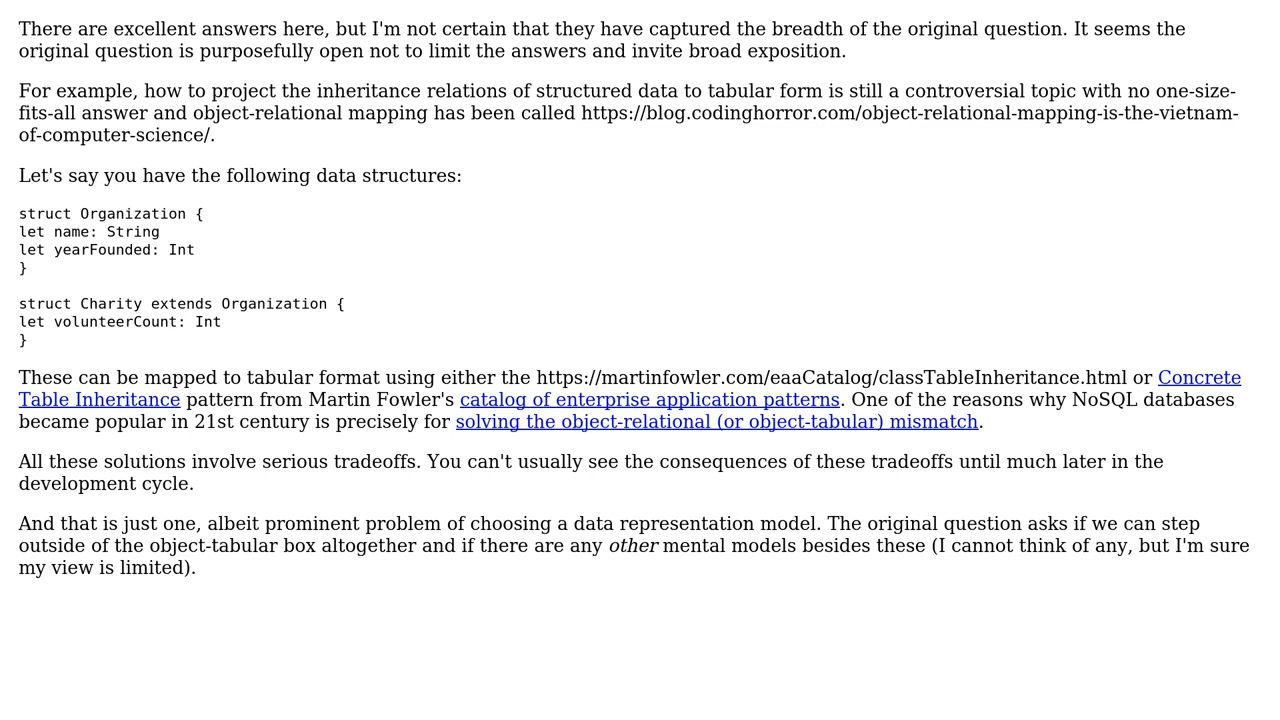 There are excellent answers here, but I'm not certain that they have captured the breadth of the original question. It seems the
original question is purposefully open not to limit the answers and invite broad exposition.
For example, how to project the inheritance relations of structured data to tabular form is still a controversial topic with no one-size-
fits-all answer and object-relational mapping has been called https://blog.codinghorror.com/object-relational-mapping-is-the-vietnam-
of-computer-science/.
Let's say you have the following data structures:
struct Organization {
let name: String
let yearFounded: Int
}
struct Charity extends Organization {
let volunteerCount: Int
}
These can be mapped to tabular format using either the https://martinfowler.com/eaaCatalog/classTableInheritance.html or Concrete
Table Inheritance pattern from Martin Fowler's catalog of enterprise application patterns. One of the reasons why NoSQL databases
became popular in 21st century is precisely for solving the object-relational (or object-tabular) mismatch.
All these solutions involve serious tradeoffs. You can't usually see the consequences of these tradeoffs until much later in the
development cycle.
And that is just one, albeit prominent problem of choosing a data representation model. The original question asks if we can step
outside of the object-tabular box altogether and if there are any other mental models besides these (I cannot think of any, but I'm sure
my view is limited).